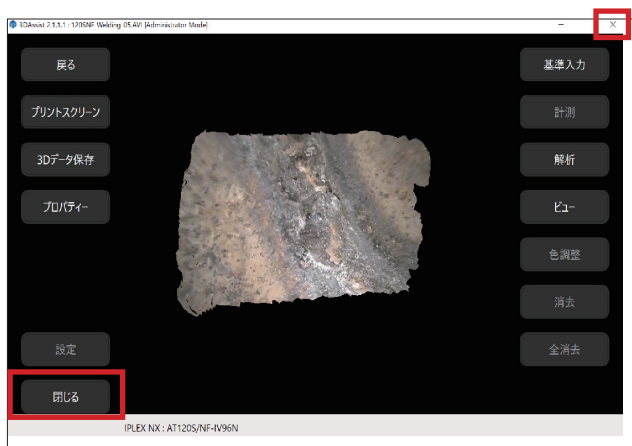 3DAssist 2.1.1.1 : 120SNF-Welding_05.AVI [Administrator Mode]
戻る
プリントスクリーン
3Dデータ保存
プロパティー
設定
閉じる
基準入力
計測
解析
ビュー
色調整
消去
全消去
IPLEX NX : AT120S/NF-IV96N